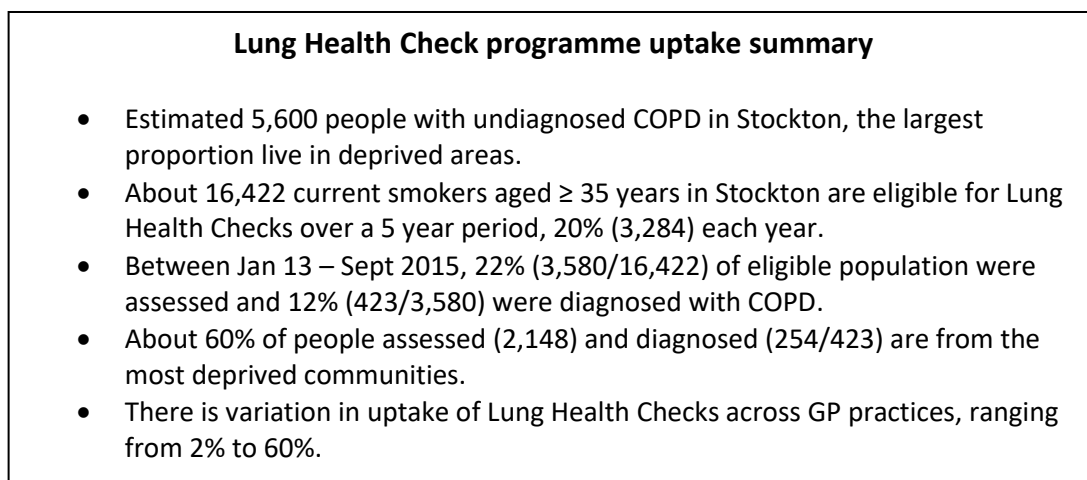 Lung Health Check programme uptake summary
• Estimated 5,600 people with undiagnosed COPD in Stockton, the largest
proportion live in deprived areas.
• About 16,422 current smokers aged ≥ 35 years in Stockton are eligible for Lung
Health Checks over a 5 year period, 20% (3,284) each year.
• Between Jan 13 – Sept 2015, 22% (3,580/16,422) of eligible population were
assessed and 12% (423/3,580) were diagnosed with COPD.
• About 60% of people assessed (2,148) and diagnosed (254/423) are from the
most deprived communities.
• There is variation in uptake of Lung Health Checks across GP practices, ranging
from 2% to 60%.